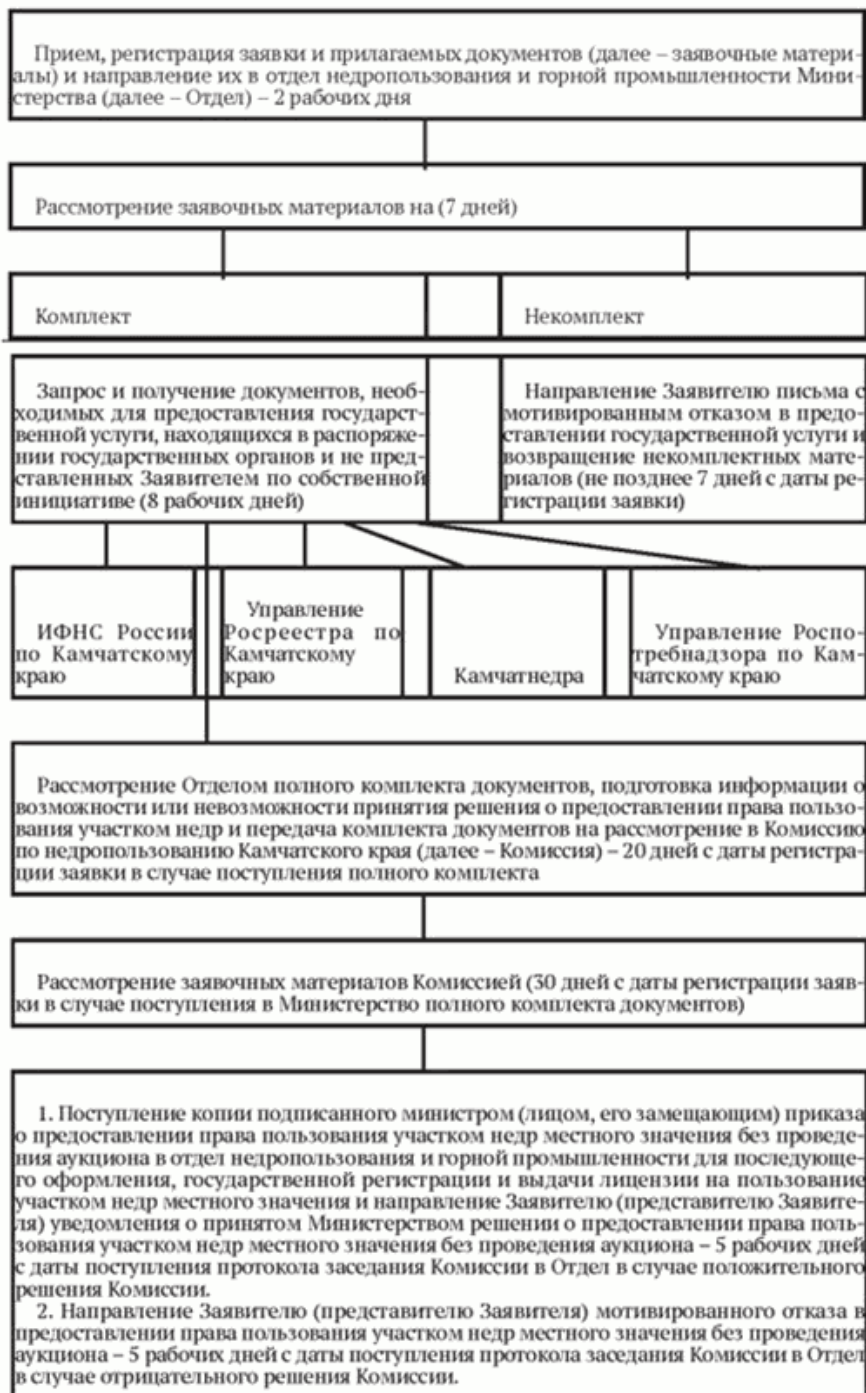 Прием, регистрация заявки и прилагаемых документов (далее – заявочные матери-
алы) и направление их в отдел недропользования и горной промышленности Мини-
стерства (далее – Отдел) – 2 рабочих дня
Рассмотрение заявочных материалов на (7 дней)
Комплект
Некомплект
Запрос и получение документов, необ-
ходимых для предоставления государст-
венной услуги, находящихся в распоряже-
нии государственных органов и не пред-
ставленных Заявителем по собственной
инициативе (8 рабочих дней)
Направление Заявителю письма с
мотивированным отказом в предо-
ставлении государственной услуги и
возвращение некомплектных мате-
риалов (не позднее 7 дней с даты ре-
гистрации заявки)
ИФНС России
по Камчатскому
краю
Управление
Росреестра по
Камчатскому
краю
Камчатнедра
Управление Роспо-
требнадзора по Кам-
чатскому краю
Рассмотрение Отделом полного комплекта документов, подготовка информации о
возможности или невозможности принятия решения о предоставлении права пользо-
вания участком недр и передача комплекта документов на рассмотрение в Комиссию
по недропользованию Камчатского края (далее – Комиссия) – 20 дней с даты регистра-
ции заявки в случае поступления полного комплекта
Рассмотрение заявочных материалов Комиссией (30 дней с даты регистрации заяв-
ки в случае поступления в Министерство полного комплекта документов)
1. Поступление копии подписанного министром (лицом, его замещающим) приказа
о предоставлении права пользования участком недр местного значения без проведе-
ния аукциона в отдел недропользования и горной промышленности для последующе-
го оформления, государственной регистрации и выдачи лицензии на пользование
участком недр местного значения и направление Заявителю (представителю Заявите-
ля) уведомления о принятом Министерством решении о предоставлении права поль-
зования участком недр местного значения без проведения аукциона – 5 рабочих дней
с даты поступления протокола заседания Комиссии в Отдел в случае положительного
решения Комиссии.
2. Направление Заявителю (представителю Заявителя) мотивированного отказа в
предоставлении права пользования участком недр местного значения без проведения
аукциона – 5 рабочих дней с даты поступления протокола заседания Комиссии в Отдел
в случае отрицательного решения Комиссии.